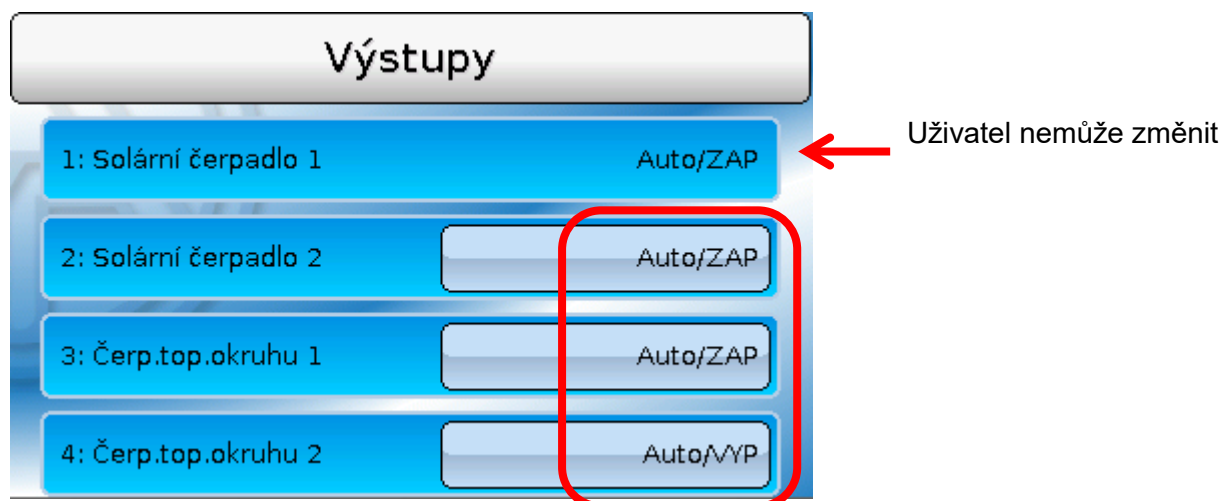 Výstupy
1: Solární čerpadlo 1 Auto/ZAP
Uživatel nemůže změnit
2: Solární čerpadlo 2 Auto/ZAP
3: Čerp.top.okruhu 1 Auto/ZAP
4: Čerp.top.okruhu 2 Auto/VYP